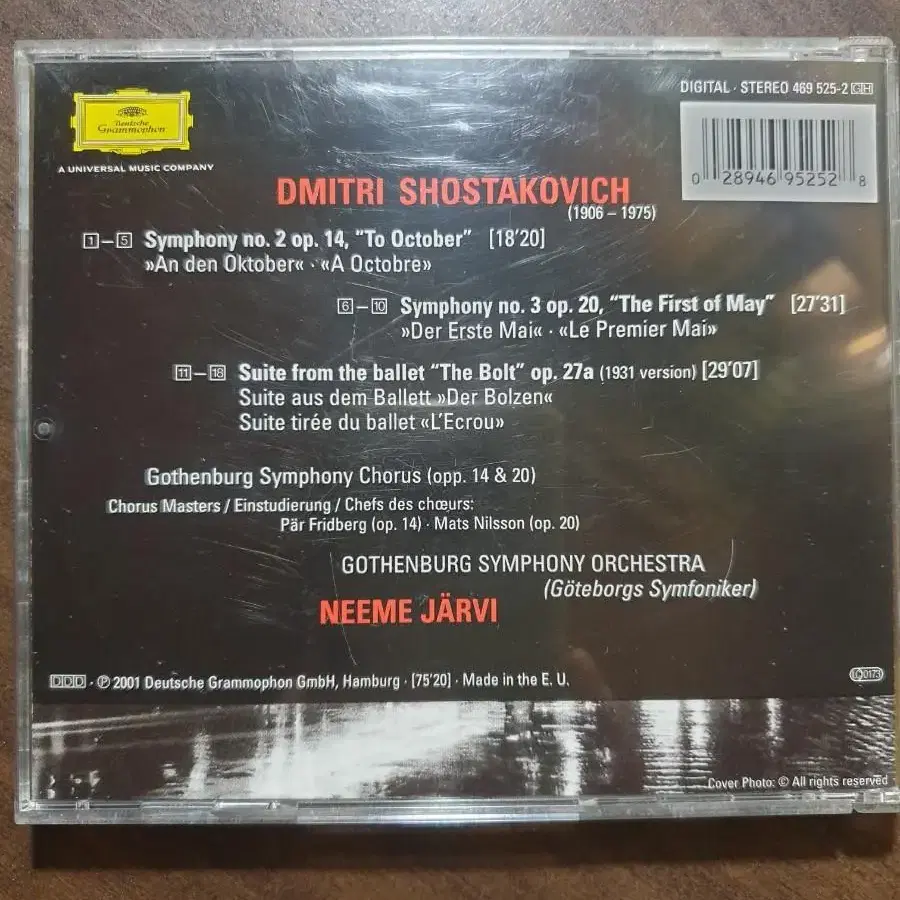 Deutsche
Grammophon
A UNIVERSAL MUSIC COMPANY
DIGITAL · STEREO 469 525-2 GH
0 28946 95252 8
DMITRI SHOSTAKOVICH
(1906 – 1975)
1–5 Symphony no. 2 op. 14, "To October" [18'20]
»An den Oktober« · «A Octobre»
6–10 Symphony no. 3 op. 20, "The First of May" [27'31]
»Der Erste Mai« · «Le Premier Mai»
11–18 Suite from the ballet "The Bolt" op. 27a (1931 version) [29'07]
Suite aus dem Ballett »Der Bolzen«
Suite tirée du ballet «L'Ecrou»
Gothenburg Symphony Chorus (opp. 14 & 20)
Chorus Masters / Einstudierung / Chefs des chœurs:
Pär Fridberg (op. 14) · Mats Nilsson (op. 20)
GOTHENBURG SYMPHONY ORCHESTRA
(Göteborgs Symfoniker)
NEEME JÄRVI
DDD · ℗ 2001 Deutsche Grammophon GmbH, Hamburg · [75'20] · Made in the E. U.
LC 0173
Cover Photo: © All rights reserved